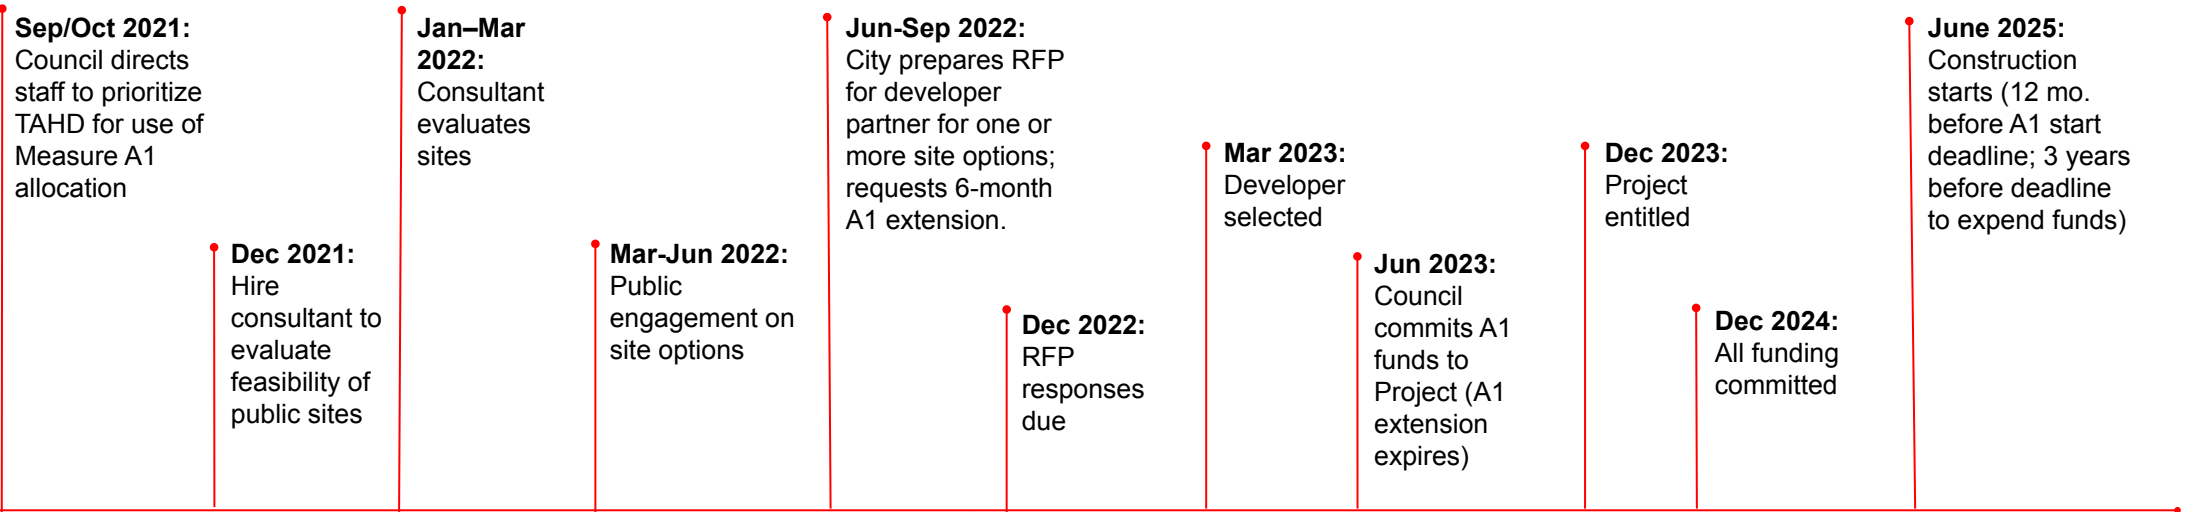 Sep/Oct 2021:
Council directs
staff to prioritize
TAHD for use of
Measure A1
allocation
Dec 2021:
Hire
consultant to
evaluate
feasibility of
public sites
Jan–Mar
2022:
Consultant
evaluates
sites
Mar-Jun 2022:
Public
engagement on
site options
Jun-Sep 2022:
City prepares RFP
for developer
partner for one or
more site options;
requests 6-month
A1 extension.
Dec 2022:
RFP
responses
due
Mar 2023:
Developer
selected
Jun 2023:
Council
commits A1
funds to
Project (A1
extension
expires)
Dec 2023:
Project
entitled
Dec 2024:
All funding
committed
June 2025:
Construction
starts (12 mo.
before A1 start
deadline; 3 years
before deadline
to expend funds)